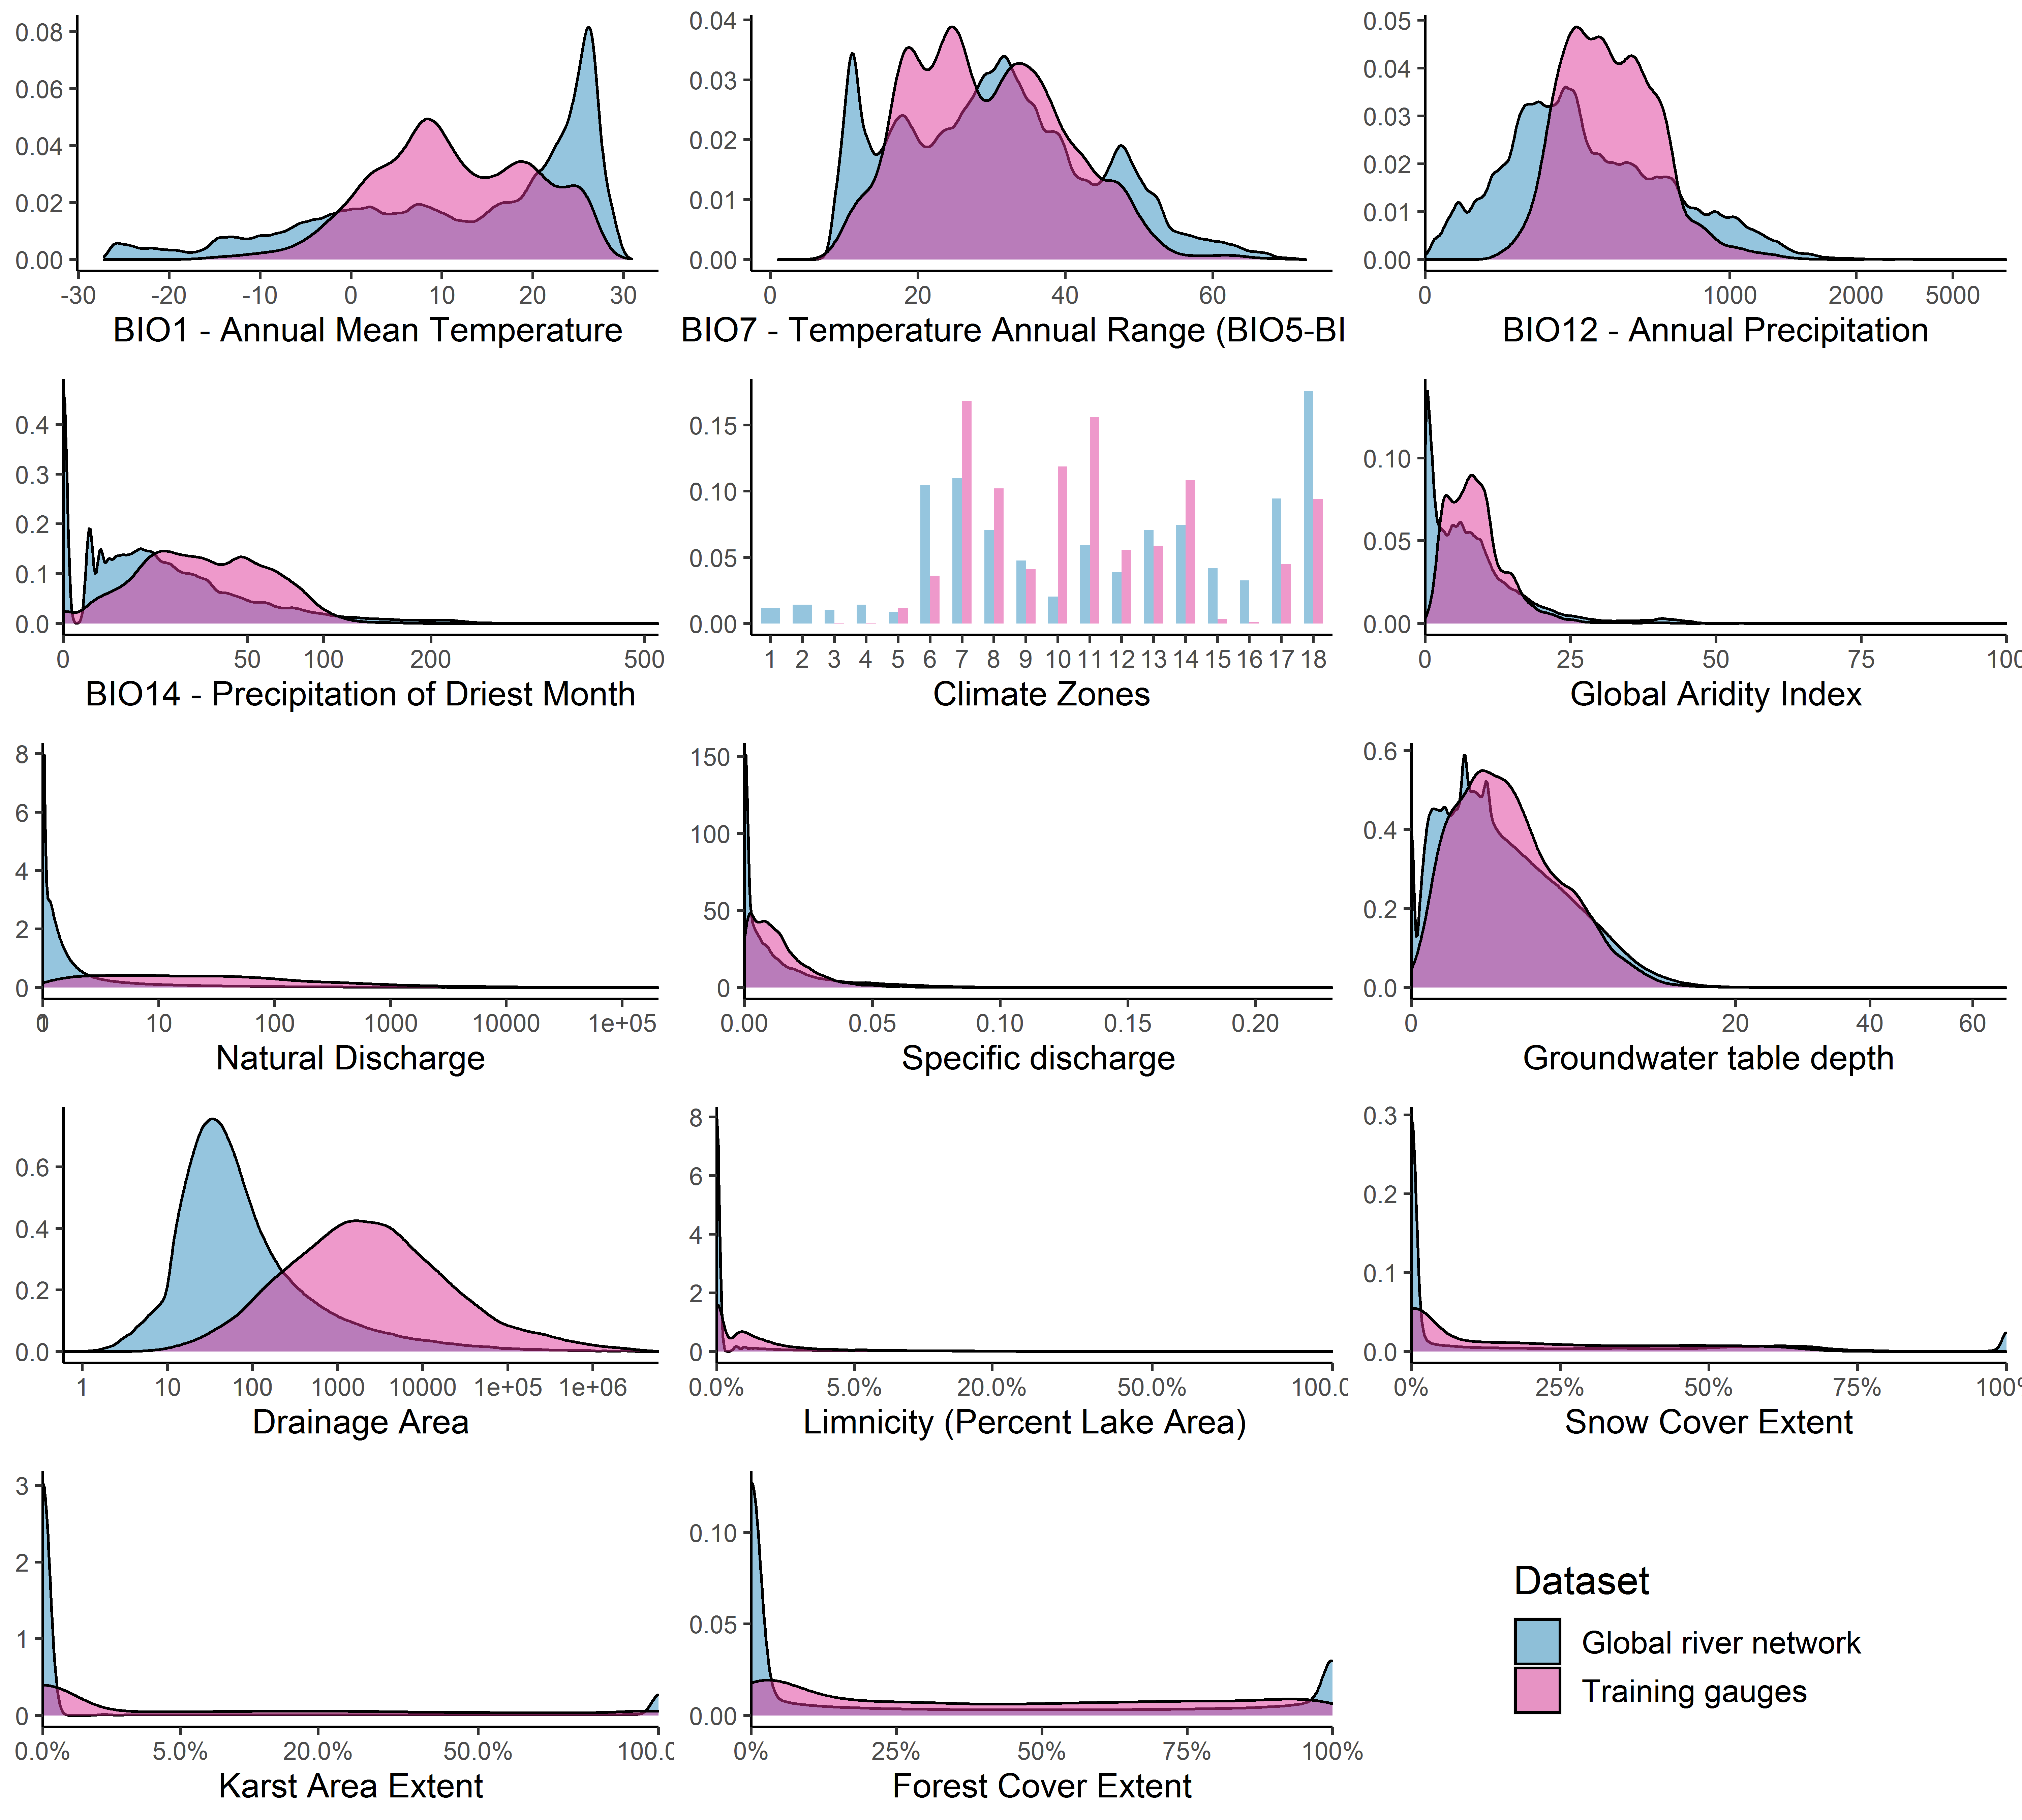 0.08
0.06
0.04
0.02
0.00
-30 -20 -10 0 10 20 30
BIO1 - Annual Mean Temperature
0.04
0.03
0.02
0.01
0.00
0 20 40 60
BIO7 - Temperature Annual Range (BIO5-BI
0.05
0.04
0.03
0.02
0.01
0.00
0 1000 2000 5000
BIO12 - Annual Precipitation
0.4
0.3
0.2
0.1
0.0
0 50 100 200 500
BIO14 - Precipitation of Driest Month
0.15
0.10
0.05
0.00
1 2 3 4 5 6 7 8 9 10 11 12 13 14 15 16 17 18
Climate Zones
0.10
0.05
0.00
0 25 50 75 100
Global Aridity Index
8
6
4
2
0
0 10 100 1000 10000 1e+05
Natural Discharge
150
100
50
0
0.00 0.05 0.10 0.15 0.20
Specific discharge
0.6
0.4
0.2
0.0
0 20 40 60
Groundwater table depth
0.6
0.4
0.2
0.0
1 10 100 1000 10000 1e+05 1e+06
Drainage Area
8
6
4
2
0
0.0% 5.0% 20.0% 50.0% 100.0
Limnicity (Percent Lake Area)
0.3
0.2
0.1
0.0
0% 25% 50% 75% 100%
Snow Cover Extent
3
2
1
0
0.0% 5.0% 20.0% 50.0% 100.0
Karst Area Extent
0.10
0.05
0.00
0% 25% 50% 75% 100%
Forest Cover Extent
Dataset
Global river network
Training gauges